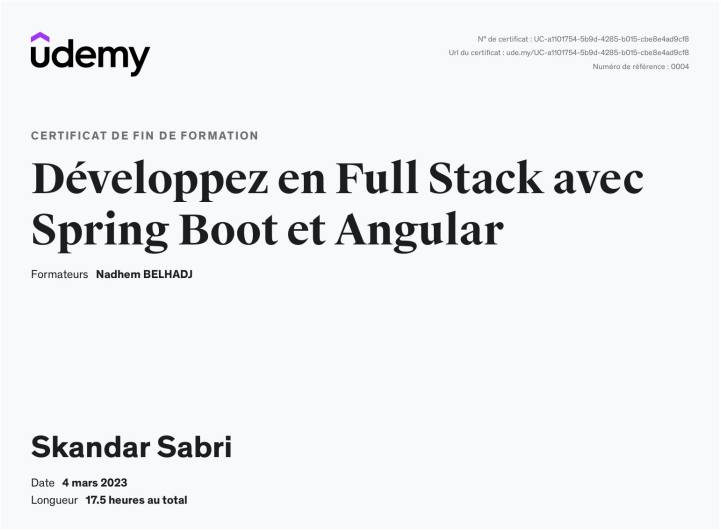 udemy
N° de certificat : UC-a1101754-5b9d-4285-b015-cbe8e4ad9cf8
Url du certificat : ude.my/UC-a1101754-5b9d-4285-b015-cbe8e4ad9cf8
Numéro de référence : 0004
CERTIFICAT DE FIN DE FORMATION
Développez en Full Stack avec
Spring Boot et Angular
Formateurs Nadhem BELHADJ
Skandar Sabri
Date 4 mars 2023
Longueur 17.5 heures au total